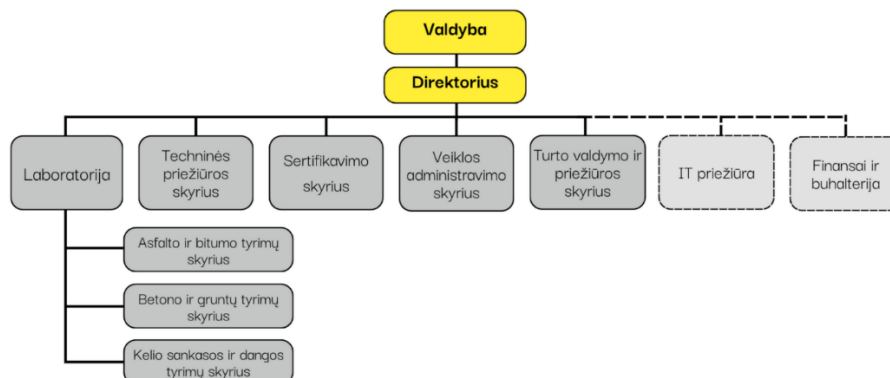 Valdyba
Direktorius
Laboratorija
Techninės
priežiūros
skyrius
Sertifikavimo
skyrius
Veiklos
administravimo
skyrius
Turto valdymo ir
priežiūros
skyrius
IT priežiūra
Finansai ir
buhalterija
Asfalto ir bitumo tyrimų
skyrius
Betono ir gruntų tyrimų
skyrius
Kelio sankasos ir dangos
tyrimų skyrius